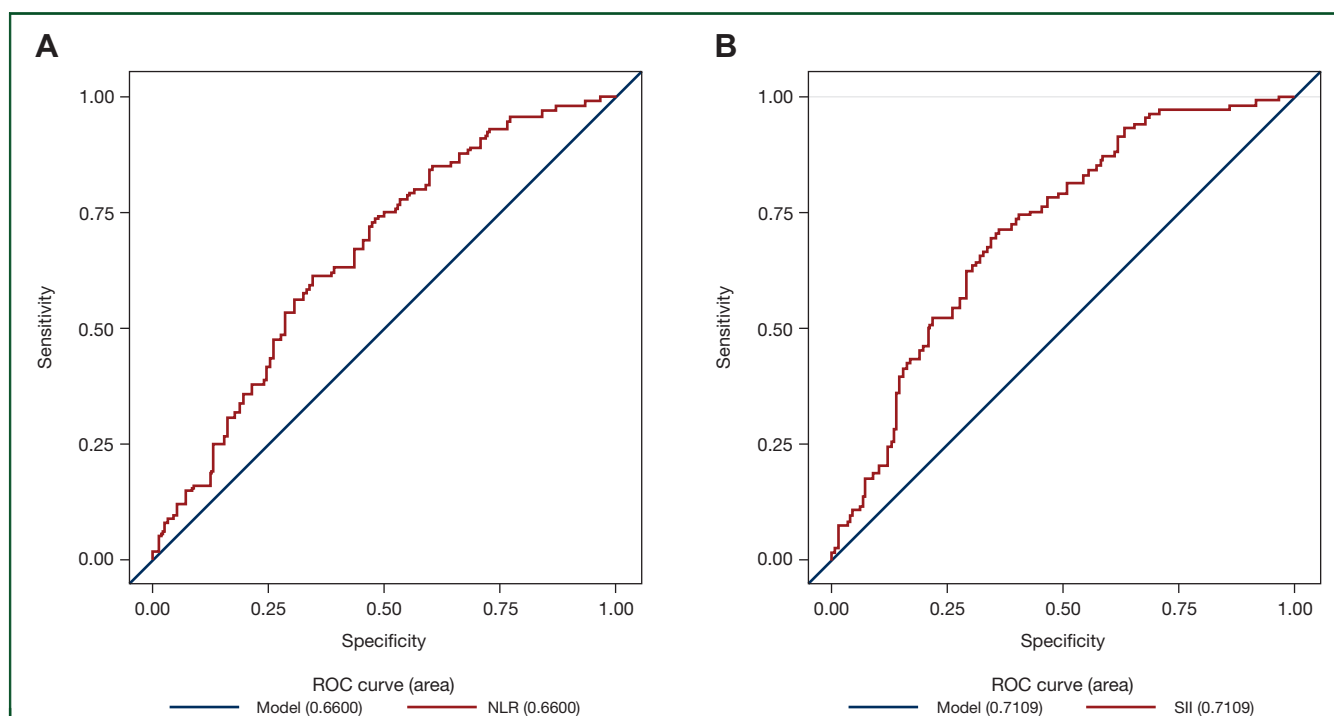 A
1.00
0.75
0.50
0.25
0.00
Sensitivity
0.00 0.25 0.50 0.75 1.00
Specificity
ROC curve (area)
Model (0.6600) NLR (0.6600)
B
1.00
0.75
0.50
0.25
0.00
Sensitivity
0.00 0.25 0.50 0.75 1.00
Specificity
ROC curve (area)
Model (0.7109) SII (0.7109)